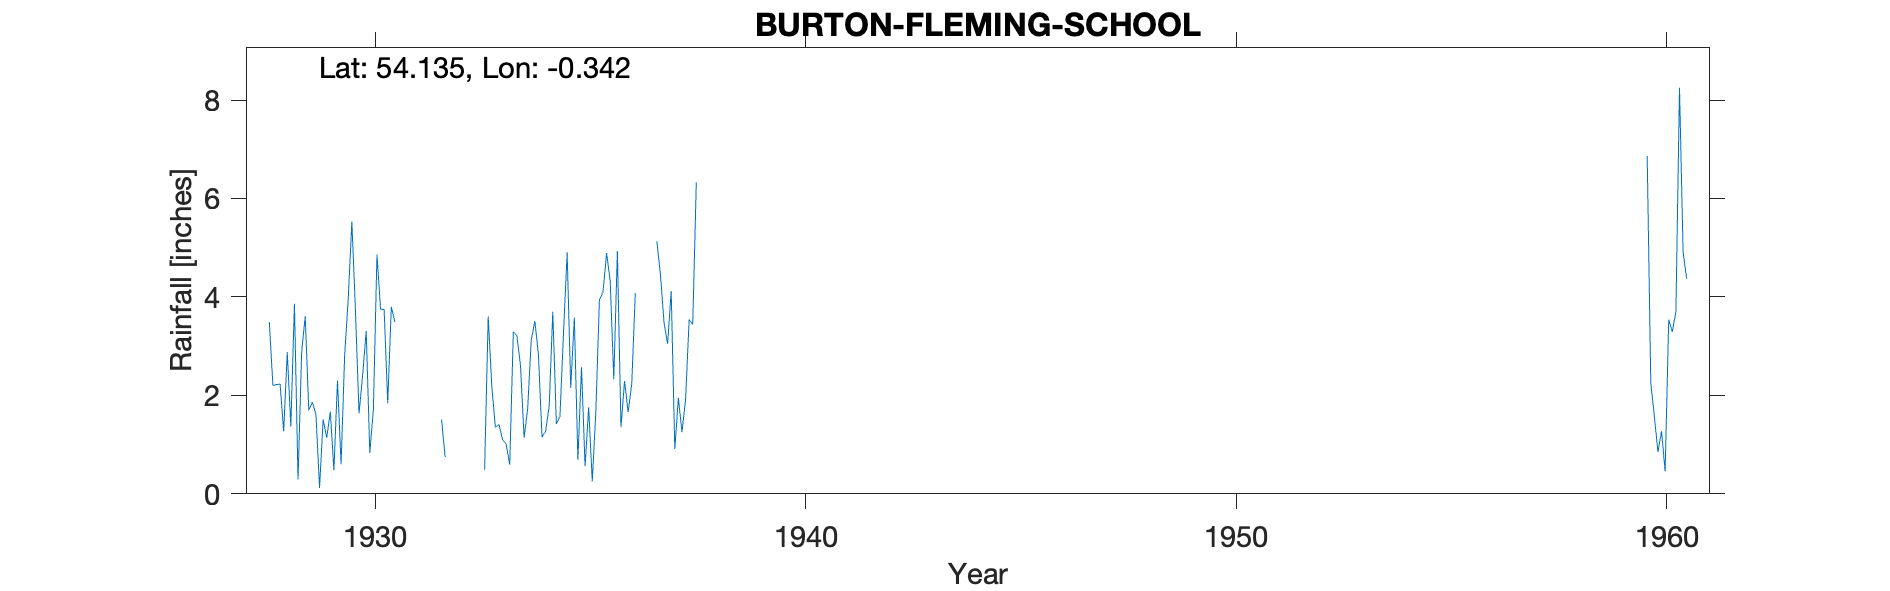 BURTON-FLEMING-SCHOOL
Lat: 54.135, Lon: -0.342
Rainfall [inches]
8
6
4
2
0
1930 1940 1950 1960
Year